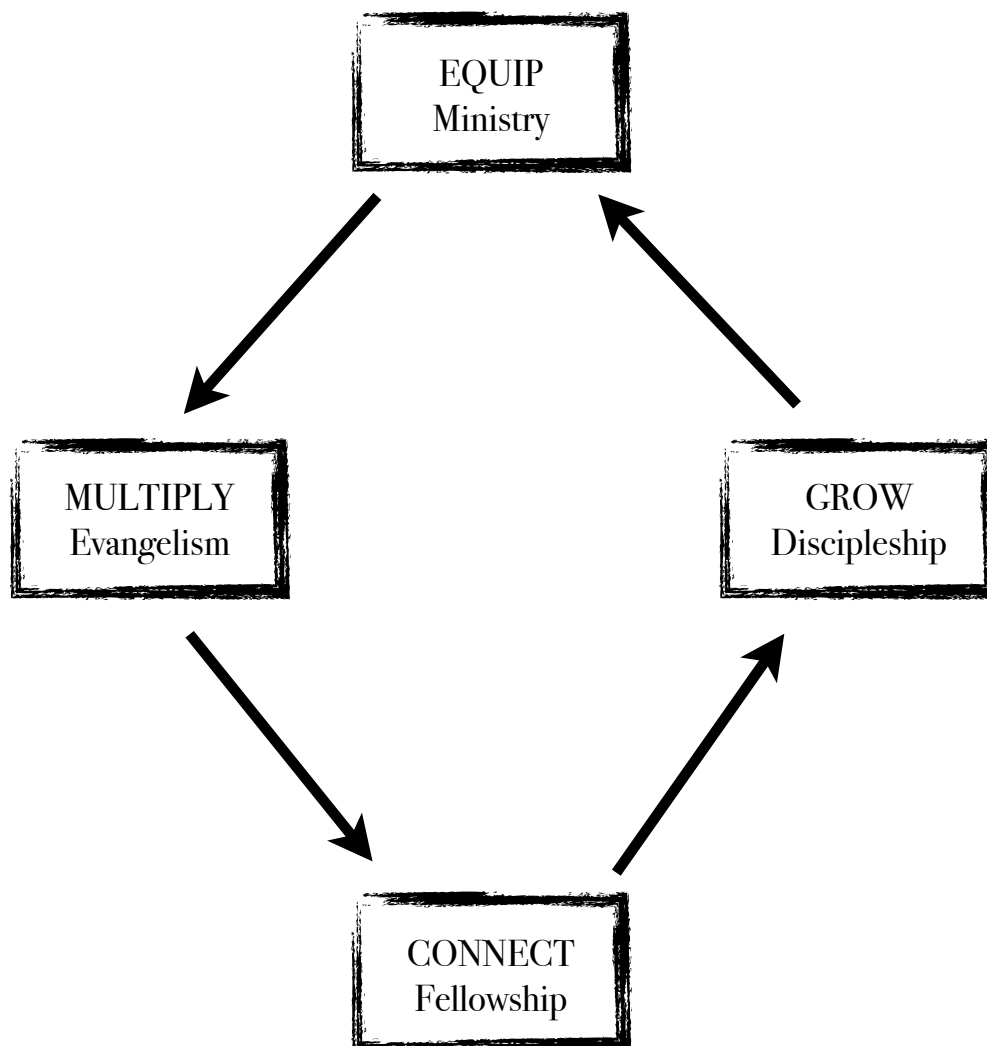 EQUIP
Ministry
MULTIPLY
Evangelism
GROW
Discipleship
CONNECT
Fellowship